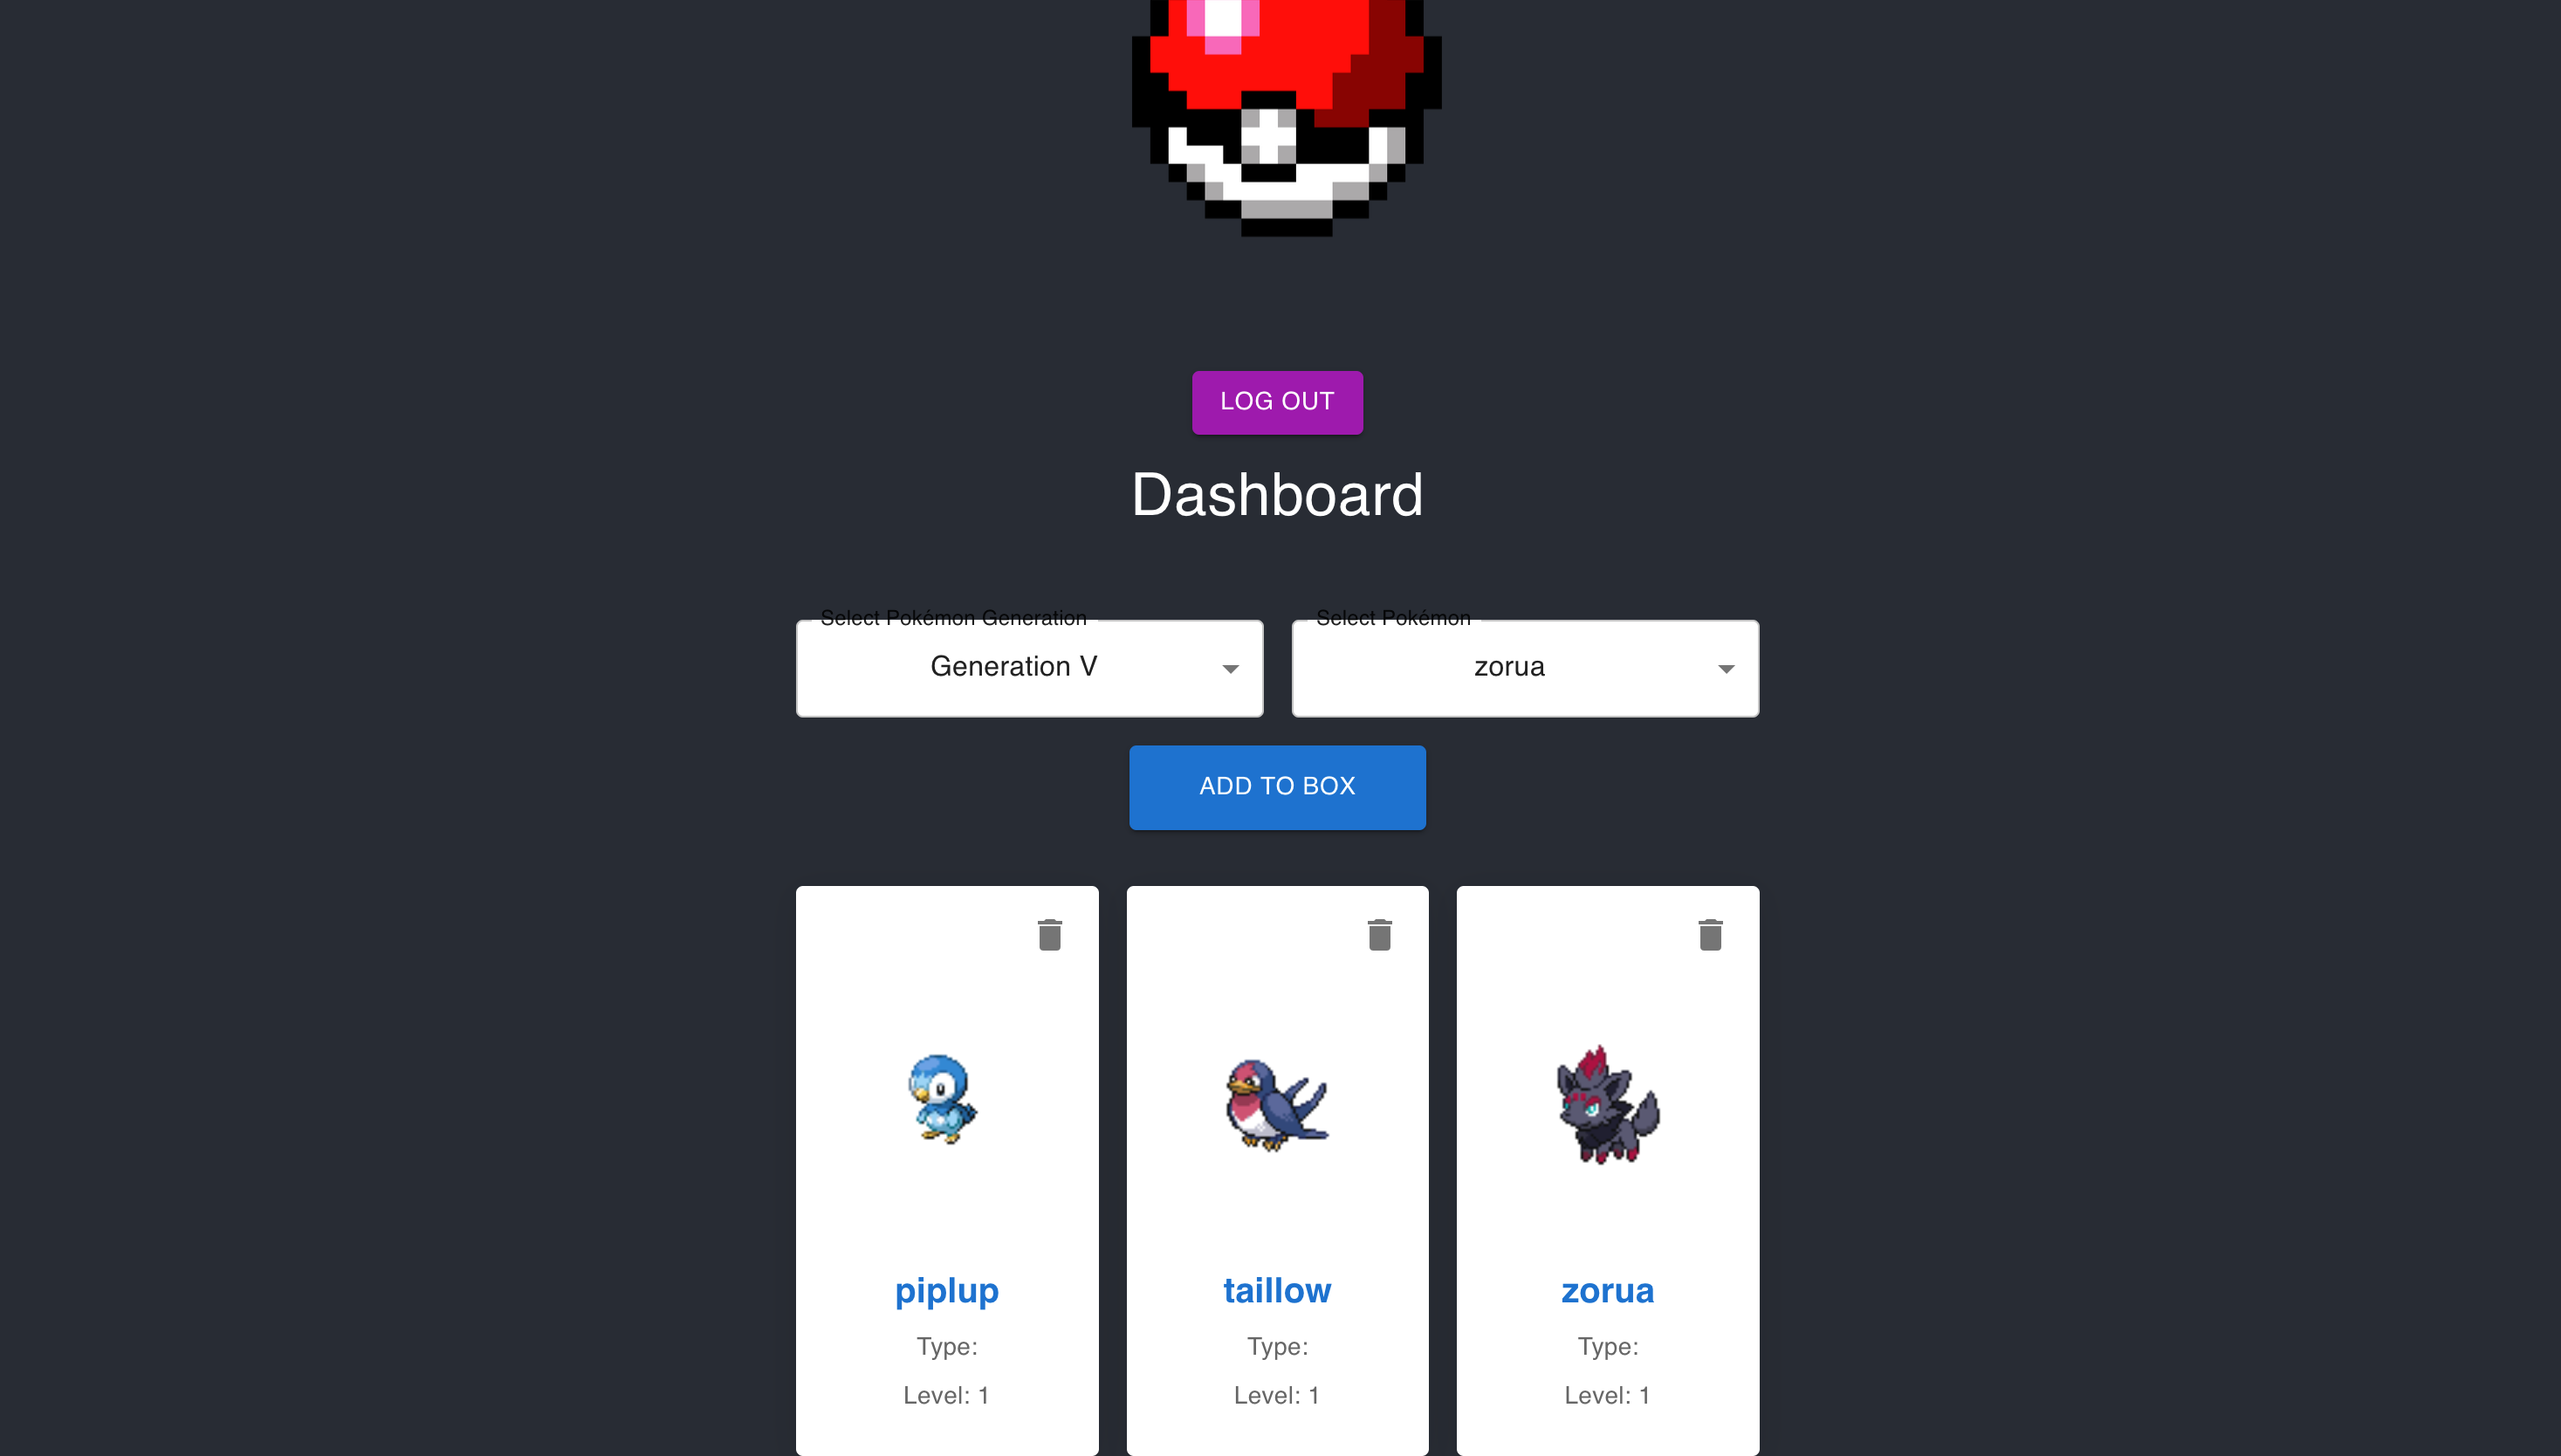 LOG OUT
Dashboard
Select Pokémon Generation
Select Pokémon
Generation V
zorua
ADD TO BOX
piplup
taillow
zorua
Type:
Type:
Type:
Level: 1
Level: 1
Level: 1